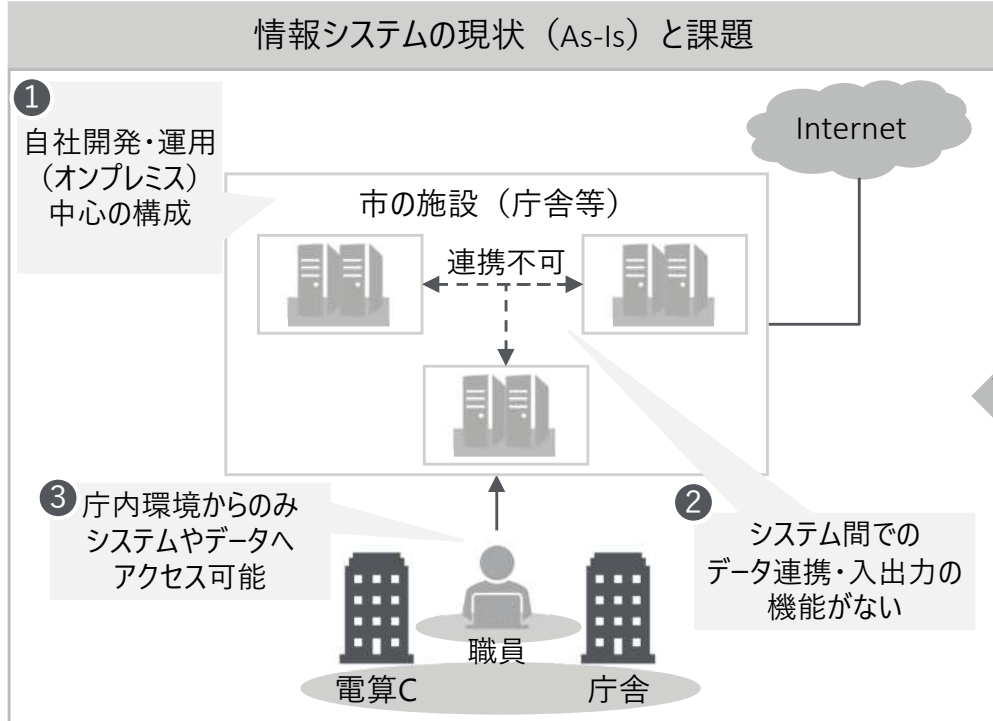 情報システムの現状（As-Is）と課題
1
自社開発・運用
（オンプレミス）
中心の構成
Internet
市の施設（庁舎等）
連携不可
3
庁内環境からのみ
システムやデータへ
アクセス可能
2
システム間での
データ連携・入出力の
機能がない
職員
電算C
庁舎